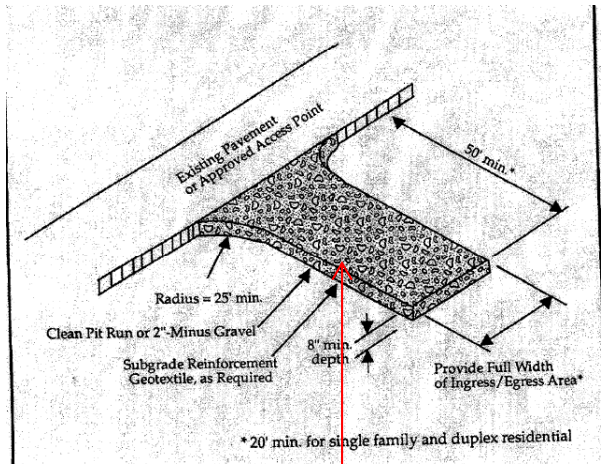 Existing Pavement
or Approved Access Point
50' min.*
Radius = 25' min.
Clean Pit Run or 2"-Minus Gravel
Subgrade Reinforcement
Geotextile, as Required
8" min.
depth
Provide Full Width
of Ingress/Egress Area*
* 20' min. for single family and duplex residential